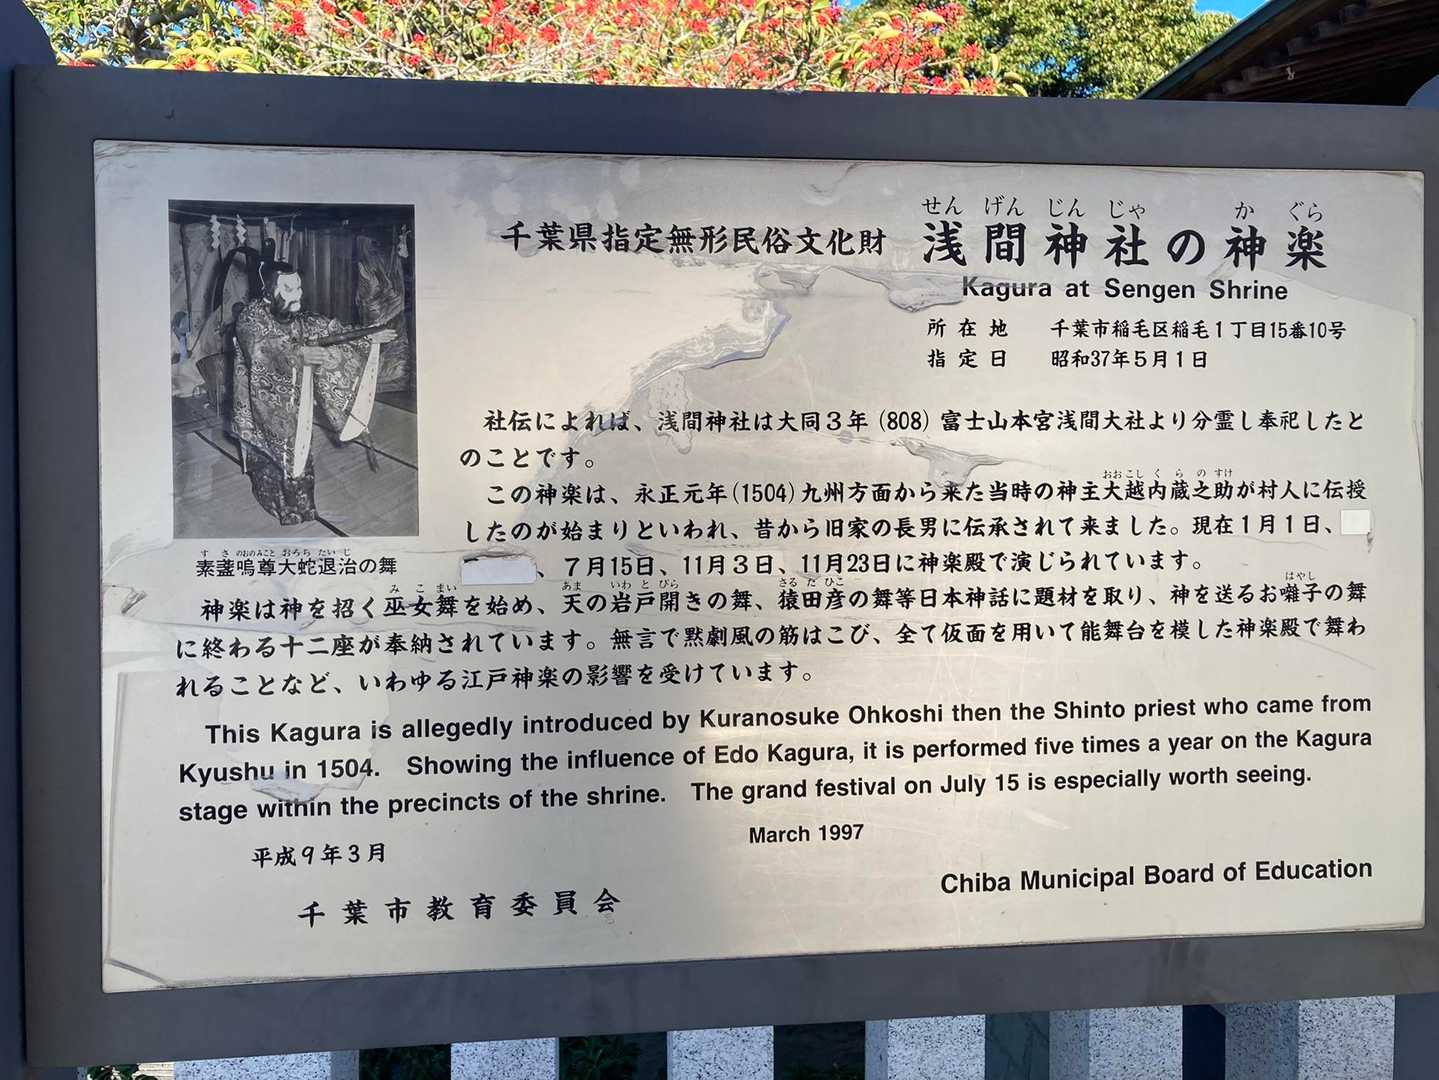 千葉県指定無形民俗文化財
せん げん じん じゃ か ぐら
浅間神社の神楽
Kagura at Sengen Shrine
所在地 千葉市稲毛区稲毛1丁目15番10号
指定日 昭和37年5月1日
社伝によれば、浅間神社は大同3年(808)富士山本宮浅間大社より分霊し奉祀したと
のことです。
おおこし く ら の すけ
この神楽は、永正元年(1504)九州方面から来た当時の神主大越内蔵之助が村人に伝授
したのが始まりといわれ、昔から旧家の長男に伝承されて来ました。現在1月1日、
、7月15日、11月3日、11月23日に神楽殿で演じられています。
す さ のおのみこと おろち たいじ
素盞嗚尊大蛇退治の舞
み こ まい あま いわ と びら さる だ ひこ はやし
神楽は神を招く巫女舞を始め、天の岩戸開きの舞、猿田彦の舞等日本神話に題材を取り、神を送るお囃子の舞
に終わる十二座が奉納されています。無言で黙劇風の筋はこび、全て仮面を用いて能舞台を模した神楽殿で舞わ
れることなど、いわゆる江戸神楽の影響を受けています。
This Kagura is allegedly introduced by Kuranosuke Ohkoshi then the Shinto priest who came from
Kyushu in 1504. Showing the influence of Edo Kagura, it is performed five times a year on the Kagura
stage within the precincts of the shrine. The grand festival on July 15 is especially worth seeing.
March 1997
平成9年3月
Chiba Municipal Board of Education
千葉市教育委員会